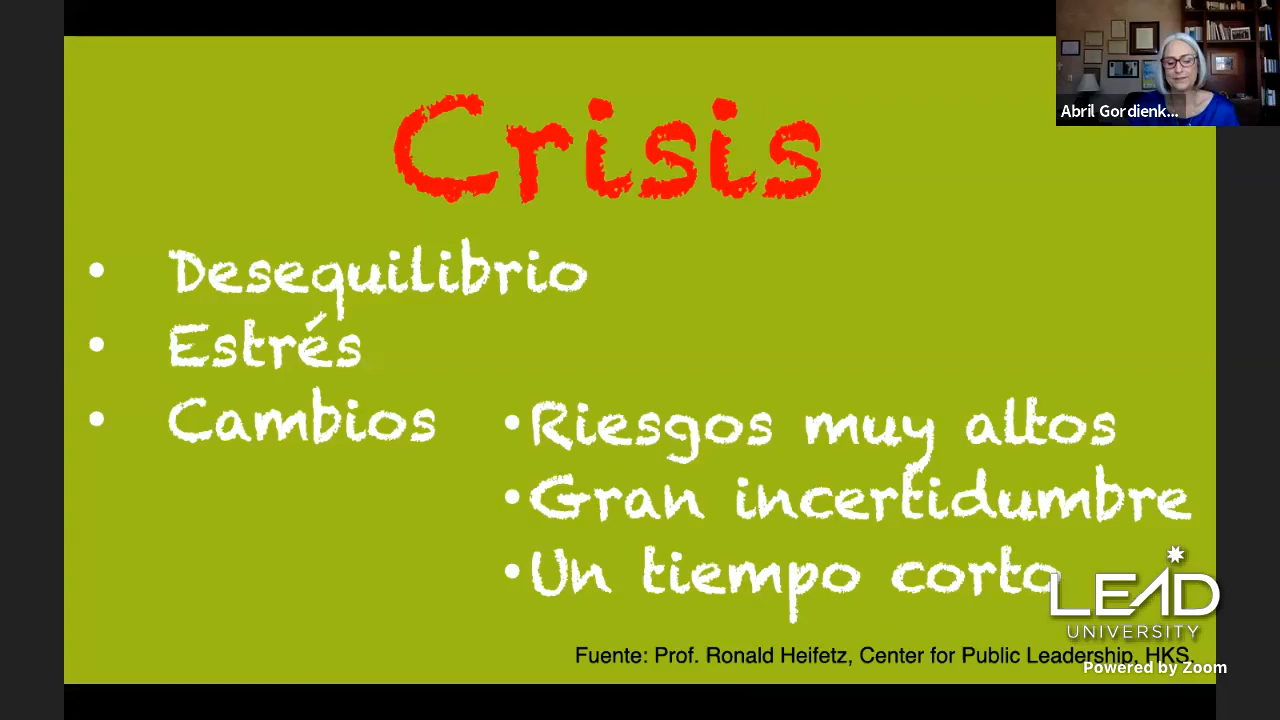 Crisis
Abril Gordienk...
• Desequilibrio
• Estrés
• Cambios
• Riesgos muy altos
• Gran incertidumbre
• Un tiempo corto
LEAD
UNIVERSITY
Fuente: Prof. Ronald Heifetz, Center for Public Leadership, HKS.
Powered by Zoom